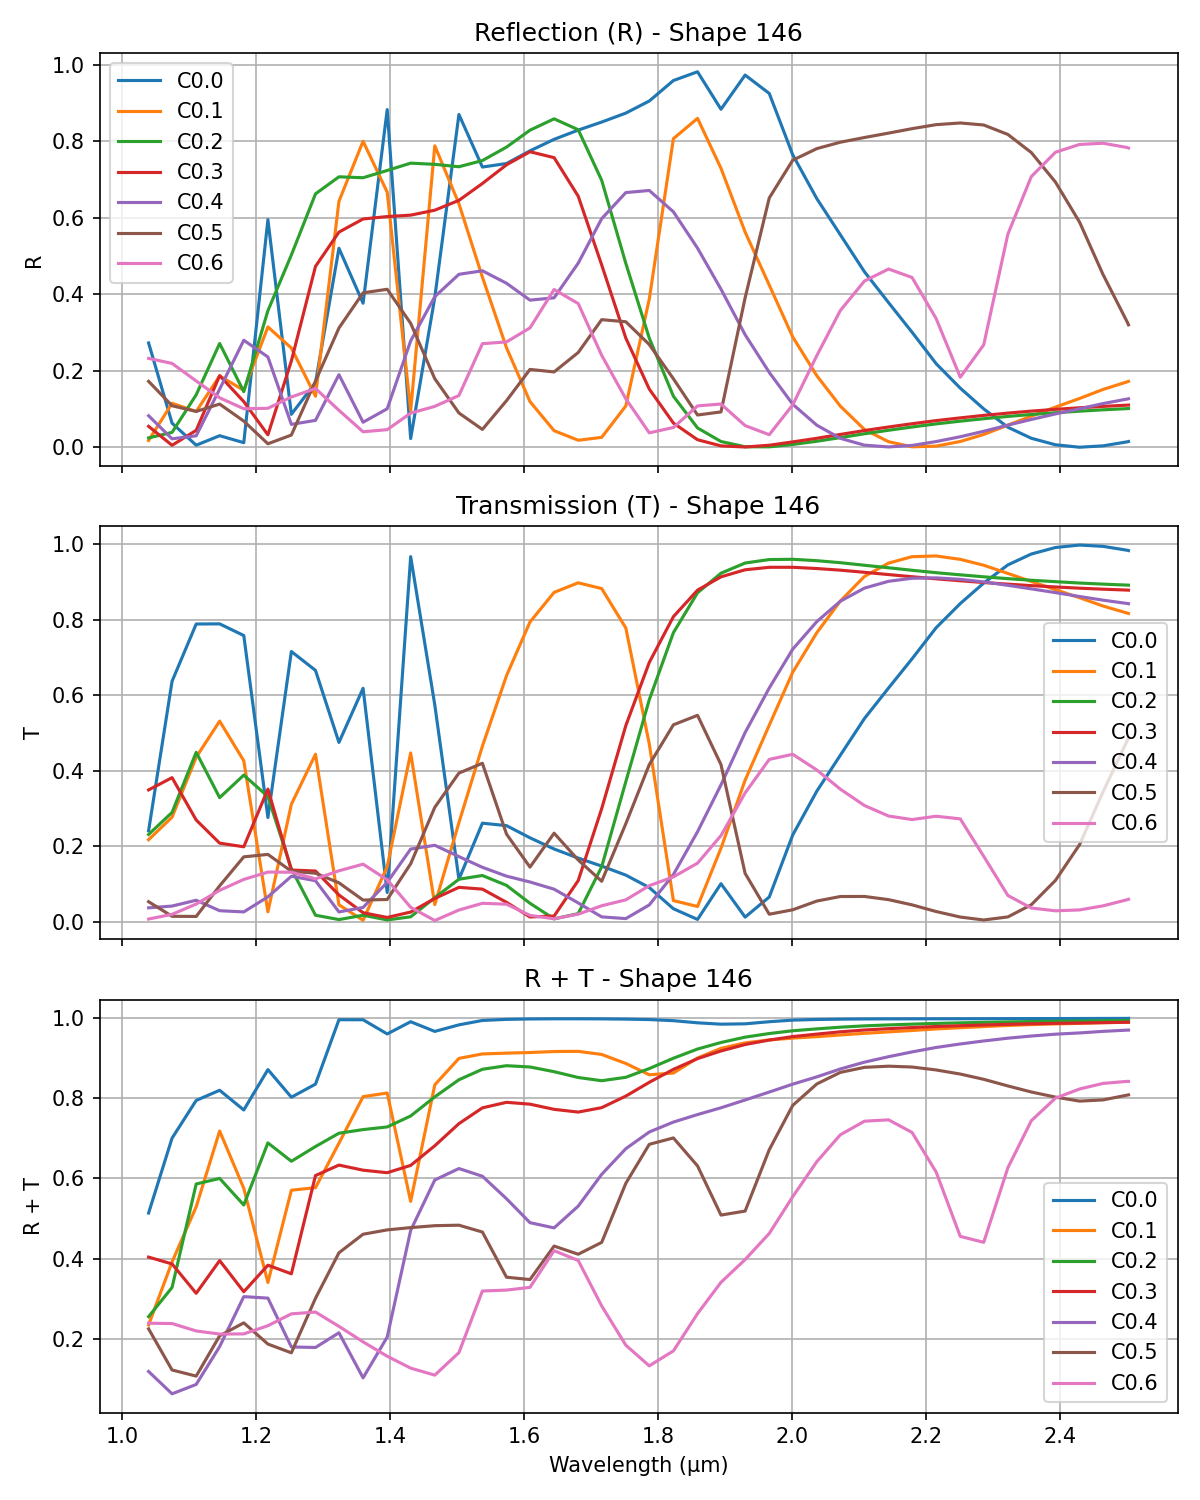 Reflection (R) - Shape 146
1.0
0.8
0.6
0.4
0.2
0.0
R
C0.0
C0.1
C0.2
C0.3
C0.4
C0.5
C0.6
Transmission (T) - Shape 146
1.0
0.8
0.6
0.4
0.2
0.0
T
C0.0
C0.1
C0.2
C0.3
C0.4
C0.5
C0.6
R + T - Shape 146
1.0
0.8
0.6
0.4
0.2
R + T
C0.0
C0.1
C0.2
C0.3
C0.4
C0.5
C0.6
1.0 1.2 1.4 1.6 1.8 2.0 2.2 2.4
Wavelength (µm)